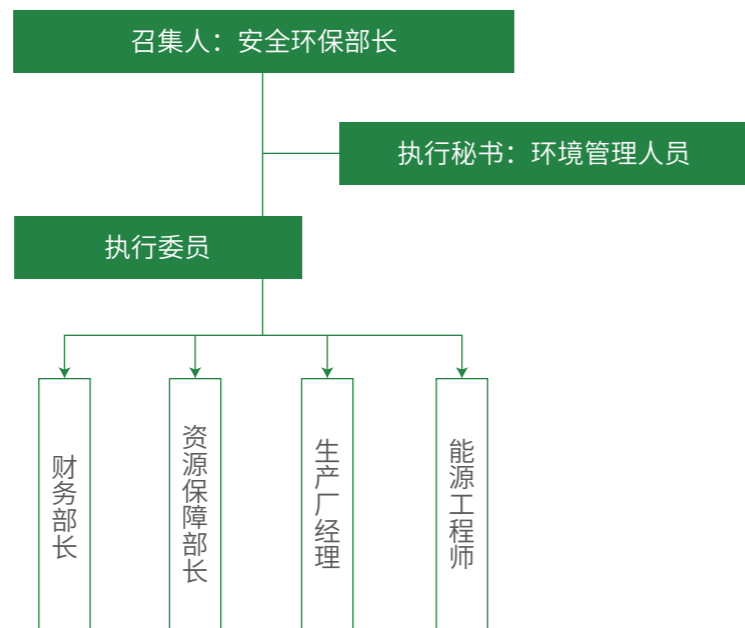 召集人：安全环保部长
执行秘书：环境管理人员
执行委员
财务部长
资源保障部长
生产厂经理
能源工程师